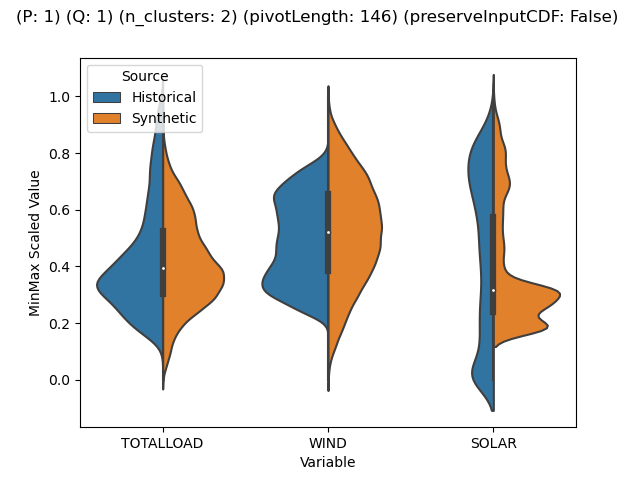 (P: 1) (Q: 1) (n_clusters: 2) (pivotLength: 146) (preserveInputCDF: False)
Source
Historical
Synthetic
1.0
0.8
0.6
0.4
0.2
0.0
MinMax Scaled Value
TOTALLOAD WIND SOLAR
Variable